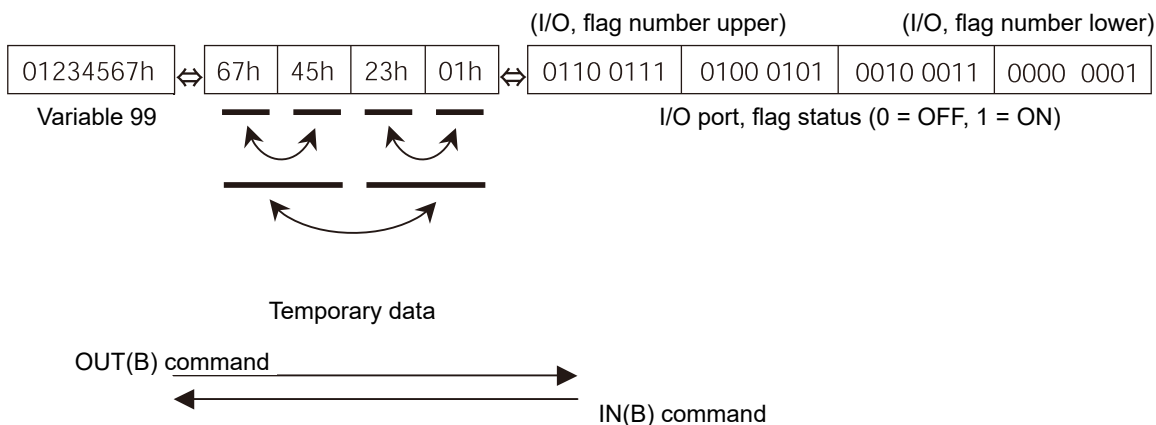 (I/O, flag number upper) (I/O, flag number lower)
01234567h ⇔ 67h 45h 23h 01h ⇔ 0110 0111 0100 0101 0010 0011 0000 0001
Variable 99 I/O port, flag status (0 = OFF, 1 = ON)
Temporary data
OUT(B) command
IN(B) command